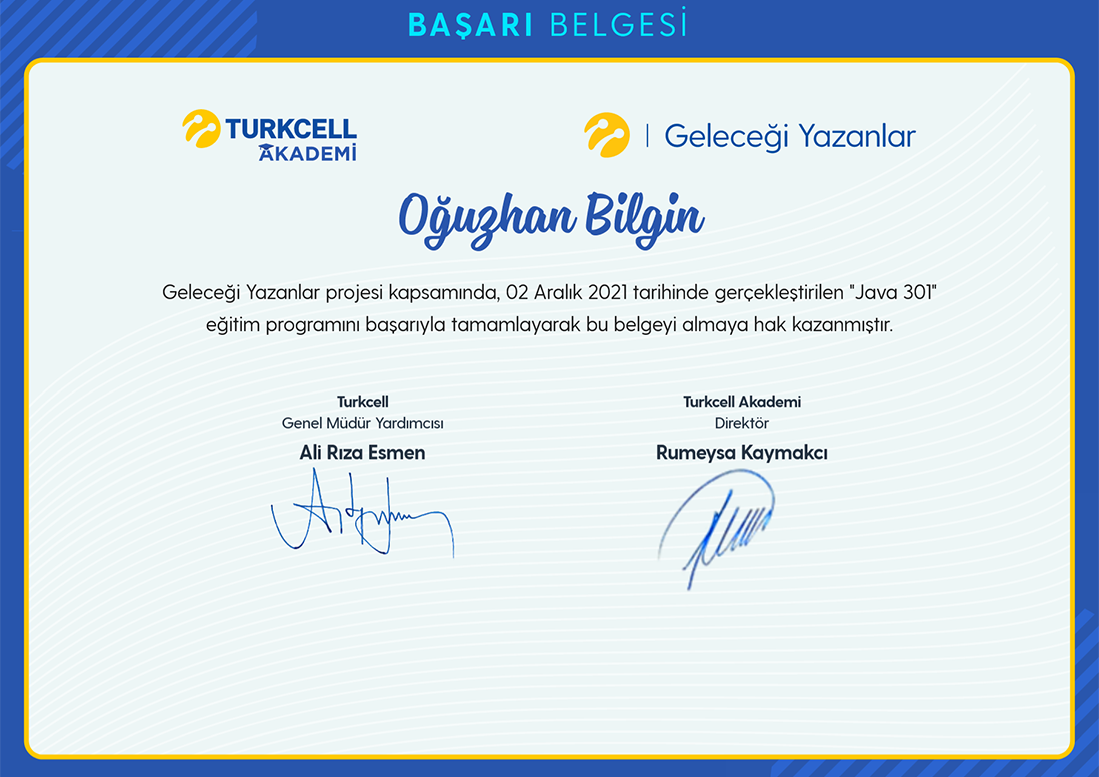 BAŞARI BELGESİ
TURKCELL
AKADEMİ
Geleceği Yazanlar
Oğuzhan Bilgin
Geleceği Yazanlar projesi kapsamında, 02 Aralık 2021 tarihinde gerçekleştirilen "Java 301"
eğitim programını başarıyla tamamlayarak bu belgeyi almaya hak kazanmıştır.
Turkcell
Genel Müdür Yardımcısı
Ali Rıza Esmen
Turkcell Akademi
Direktör
Rumeysa Kaymakcı